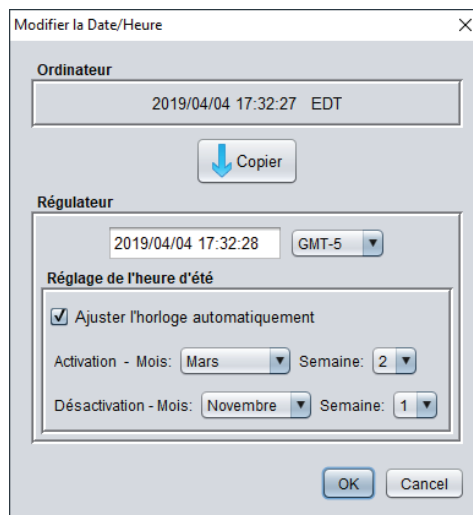 Modifier la Date/Heure
Ordinateur
2019/04/04 17:32:27 EDT
Copier
Régulateur
2019/04/04 17:32:28 GMT-5
Réglage de l'heure d'été
Ajuster l'horloge automatiquement
Activation - Mois: Mars Semaine: 2
Désactivation - Mois: Novembre Semaine: 1
OK Cancel